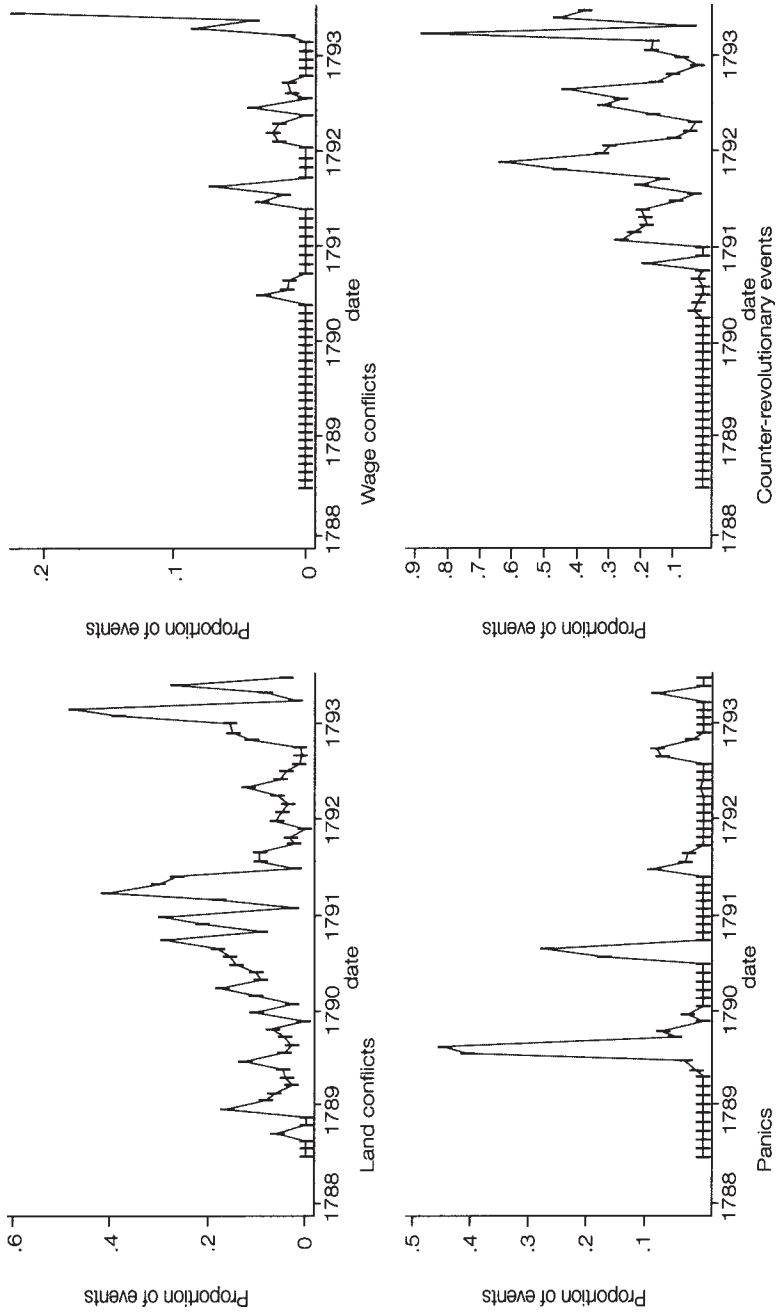 Proportion of events
.6
.4
.2
0
1788 1789 1790 1791 1792 1793
date
Land conflicts
Proportion of events
.2
.1
0
1788 1789 1790 1791 1792 1793
date
Wage conflicts
Proportion of events
.5
.4
.3
.2
.1
1788 1789 1790 1791 1792 1793
date
Panics
Proportion of events
.9
.8
.7
.6
.5
.4
.3
.2
.1
1788 1789 1790 1791 1792 1793
date
Counter-revolutionary events